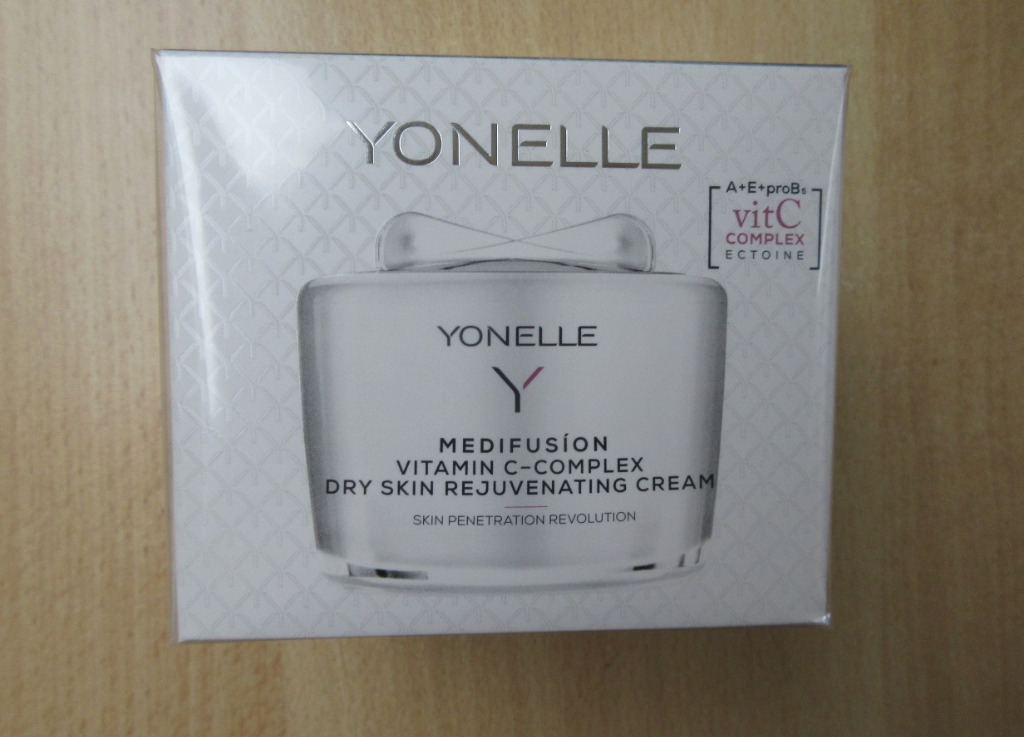 YONELLE
A+E+proB5
vitC
COMPLEX
ECTOINE
YONELLE
Y
MEDIFUSÍON
VITAMIN C-COMPLEX
DRY SKIN REJUVENATING CREAM
SKIN PENETRATION REVOLUTION